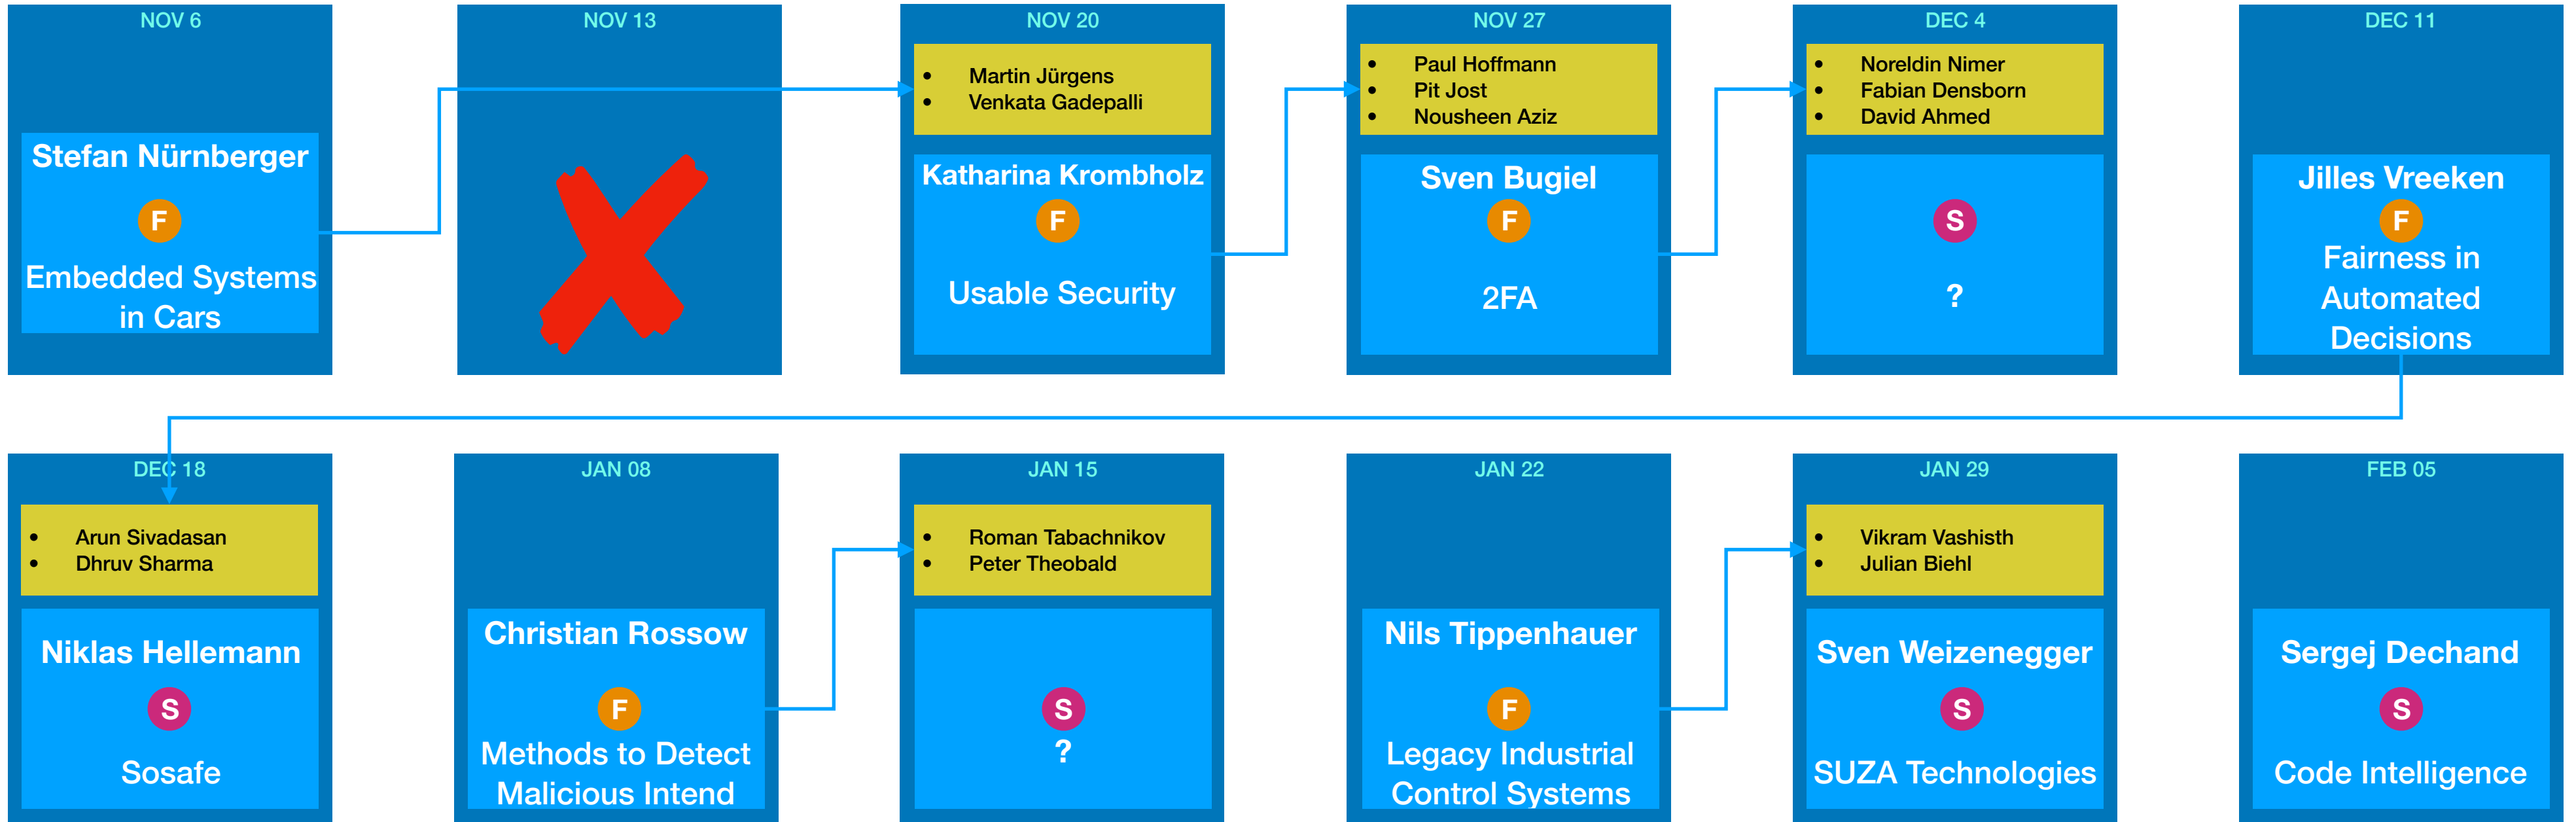 NOV 6
Stefan Nürnberger
F
Embedded Systems
in Cars
NOV 13
NOV 20
• Martin Jürgens
• Venkata Gadepalli
Katharina Krombholz
F
Usable Security
NOV 27
• Paul Hoffmann
• Pit Jost
• Nousheen Aziz
Sven Bugiel
F
2FA
DEC 4
• Noreldin Nimer
• Fabian Densborn
• David Ahmed
S
?
DEC 11
Jilles Vreeken
F
Fairness in
Automated
Decisions
DEC 18
• Arun Sivadasan
• Dhruv Sharma
Niklas Hellemann
S
Sosafe
JAN 08
Christian Rossow
F
Methods to Detect
Malicious Intend
JAN 15
• Roman Tabachnikov
• Peter Theobald
S
?
JAN 22
Nils Tippenhauer
F
Legacy Industrial
Control Systems
JAN 29
• Vikram Vashisth
• Julian Biehl
Sven Weizenegger
S
SUZA Technologies
FEB 05
Sergej Dechand
S
Code Intelligence